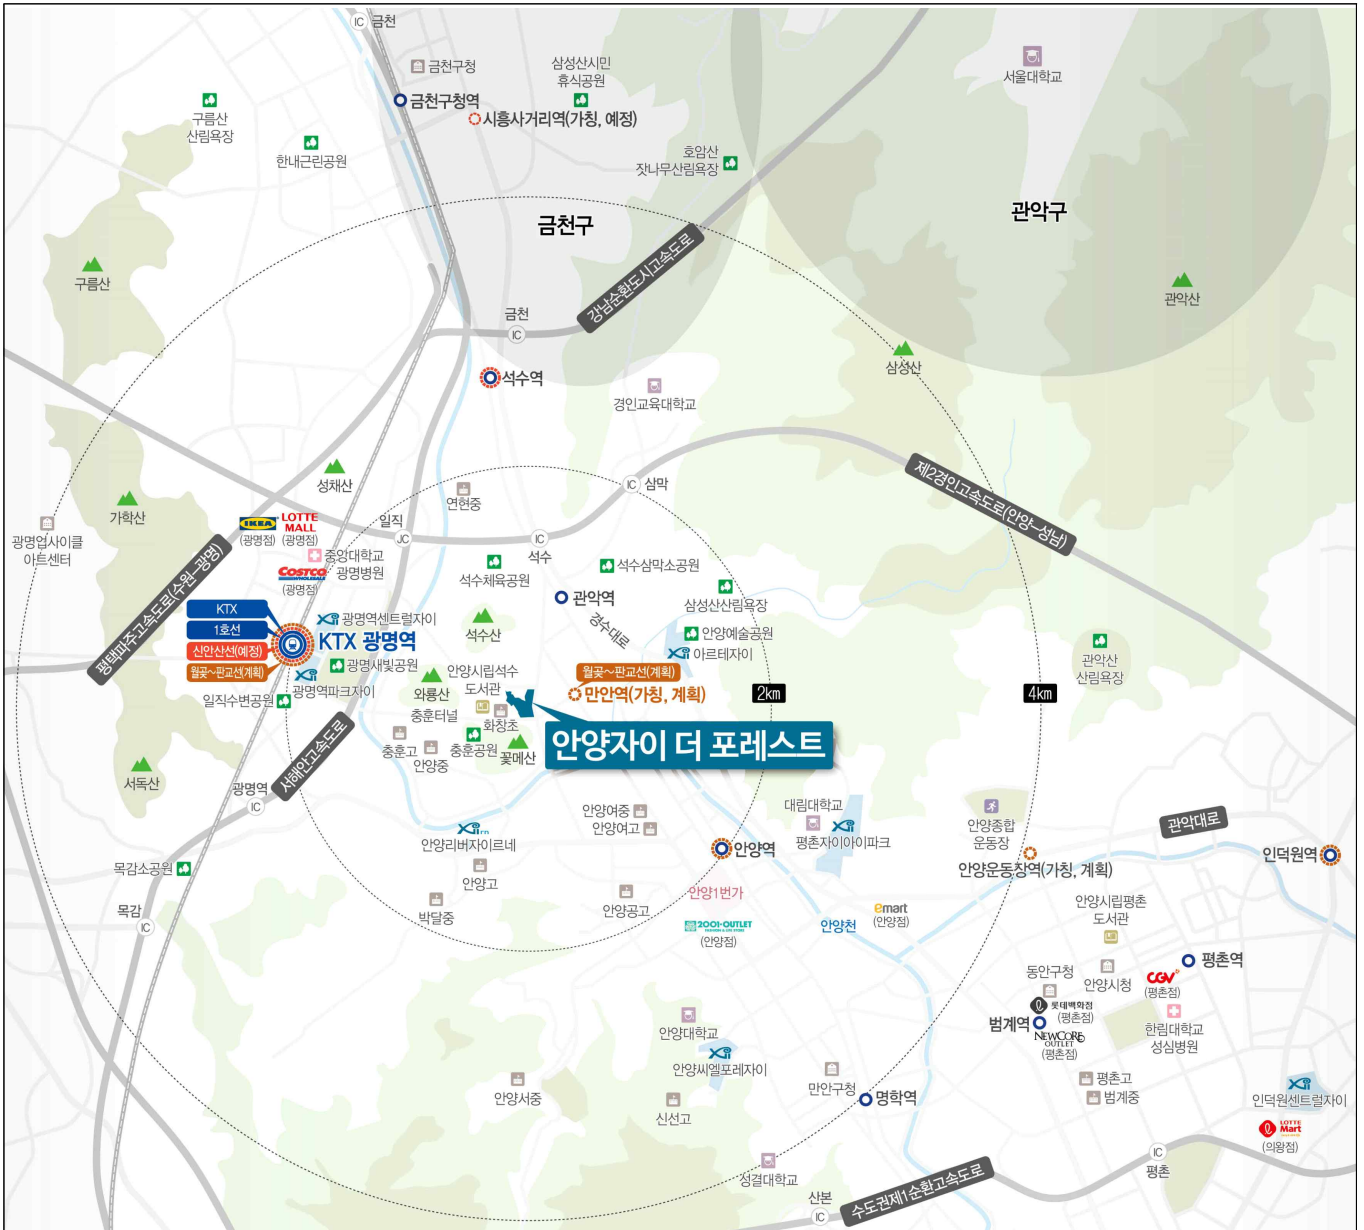 IC 금천
금천구청
금천구청역
시흥사거리역(가칭, 예정)
삼성산시민
휴식공원
서울대학교
구름산
산림욕장
한내근린공원
호암산
잣나무산림욕장
금천구
관악구
강남순환도시고속도로
구름산
관악산
금천
IC
삼성산
석수역
경인교육대학교
제2경인고속도로(안양~성남)
성채산
연현중
IC 삼막
가학산
광명업사이클
아트센터
IKEA
(광명점)
LOTTE
MALL
(광명점)
일직
JC
IC
석수
중앙대학교
광명병원
COSTCO
WHOLESALE
(광명점)
평택파주고속도로(수원~광명)
석수체육공원
석수삼막소공원
삼성산산림욕장
관악역
경수대로
KTX
1호선
신안산선(예정)
월곶~판교선(계획)
KTX 광명역
Xi 광명역센트럴자이
석수산
안양예술공원
Xi 아르테자이
광명새빛공원
Xi
광명역파크자이
일직수변공원
와룡산
안양시립석수
도서관
월곶~판교선(계획)
만안역(가칭, 계획)
관악산
산림욕장
2km
4km
충훈터널
화창초
안양자이 더 포레스트
충훈고
안양중
충훈공원
꽃메산
서해안고속도로
서독산
광명역
IC
안양여중
안양여고
대림대학교
Xi
평촌자이아이파크
안양종합
운동장
관악대로
Xi rn
안양리버자이르네
안양역
안양운동장역(가칭, 계획)
인덕원역
목감소공원
안양고
목감
IC
박달중
안양공고
안양1번가
2001-OUTLET
(안양점)
안양천
emart
(안양점)
안양시립평촌
도서관
평촌역
동안구청
안양시청
CGV
(평촌점)
롯데백화점
(평촌점)
범계역
NEWCORE
OUTLET
(평촌점)
한림대학교
성심병원
안양대학교
Xi
안양씨엘포레자이
안양서중
신선고
만안구청
명학역
평촌고
범계중
Xi
인덕원센트럴자이
LOTTE
Mart
(의왕점)
성결대학교
IC
평촌
산본
IC
수도권제1순환고속도로